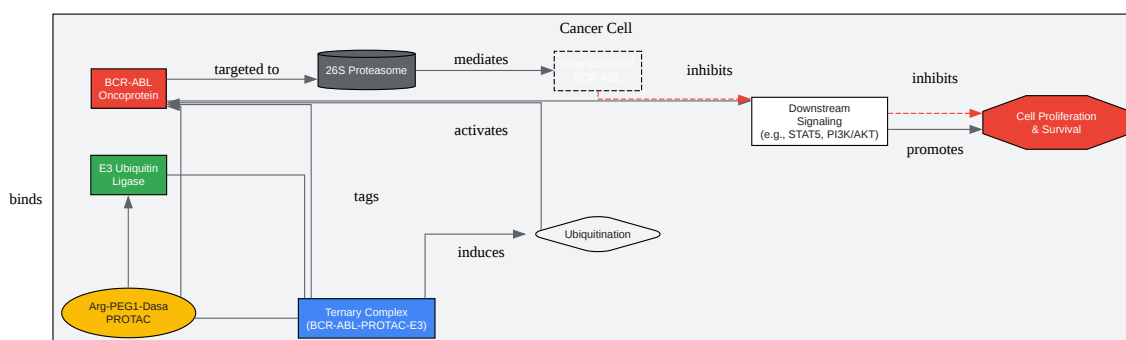 Cancer Cell
BCR-ABL
Oncoprotein
targeted to
26S Proteasome
mediates
Degradation of
BCR-ABL
inhibits
inhibits
Downstream
Signaling
(e.g., STAT5, PI3K/AKT)
Cell Proliferation
& Survival
activates
promotes
E3 Ubiquitin
Ligase
binds
tags
Ubiquitination
induces
Arg-PEG1-Dasa
PROTAC
Ternary Complex
(BCR-ABL-PROTAC-E3)